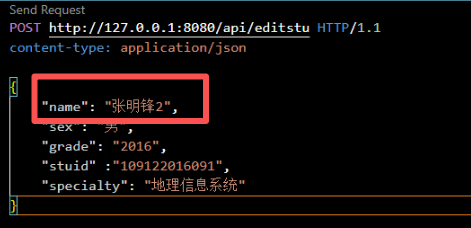 Send Request
POST http://127.0.0.1:8080/api/editstu HTTP/1.1
content-type: application/json
{
"name": "张明锋2",
"sex": "男",
"grade": "2016",
"stuid" :"109122016091",
"specialty": "地理信息系统"
}